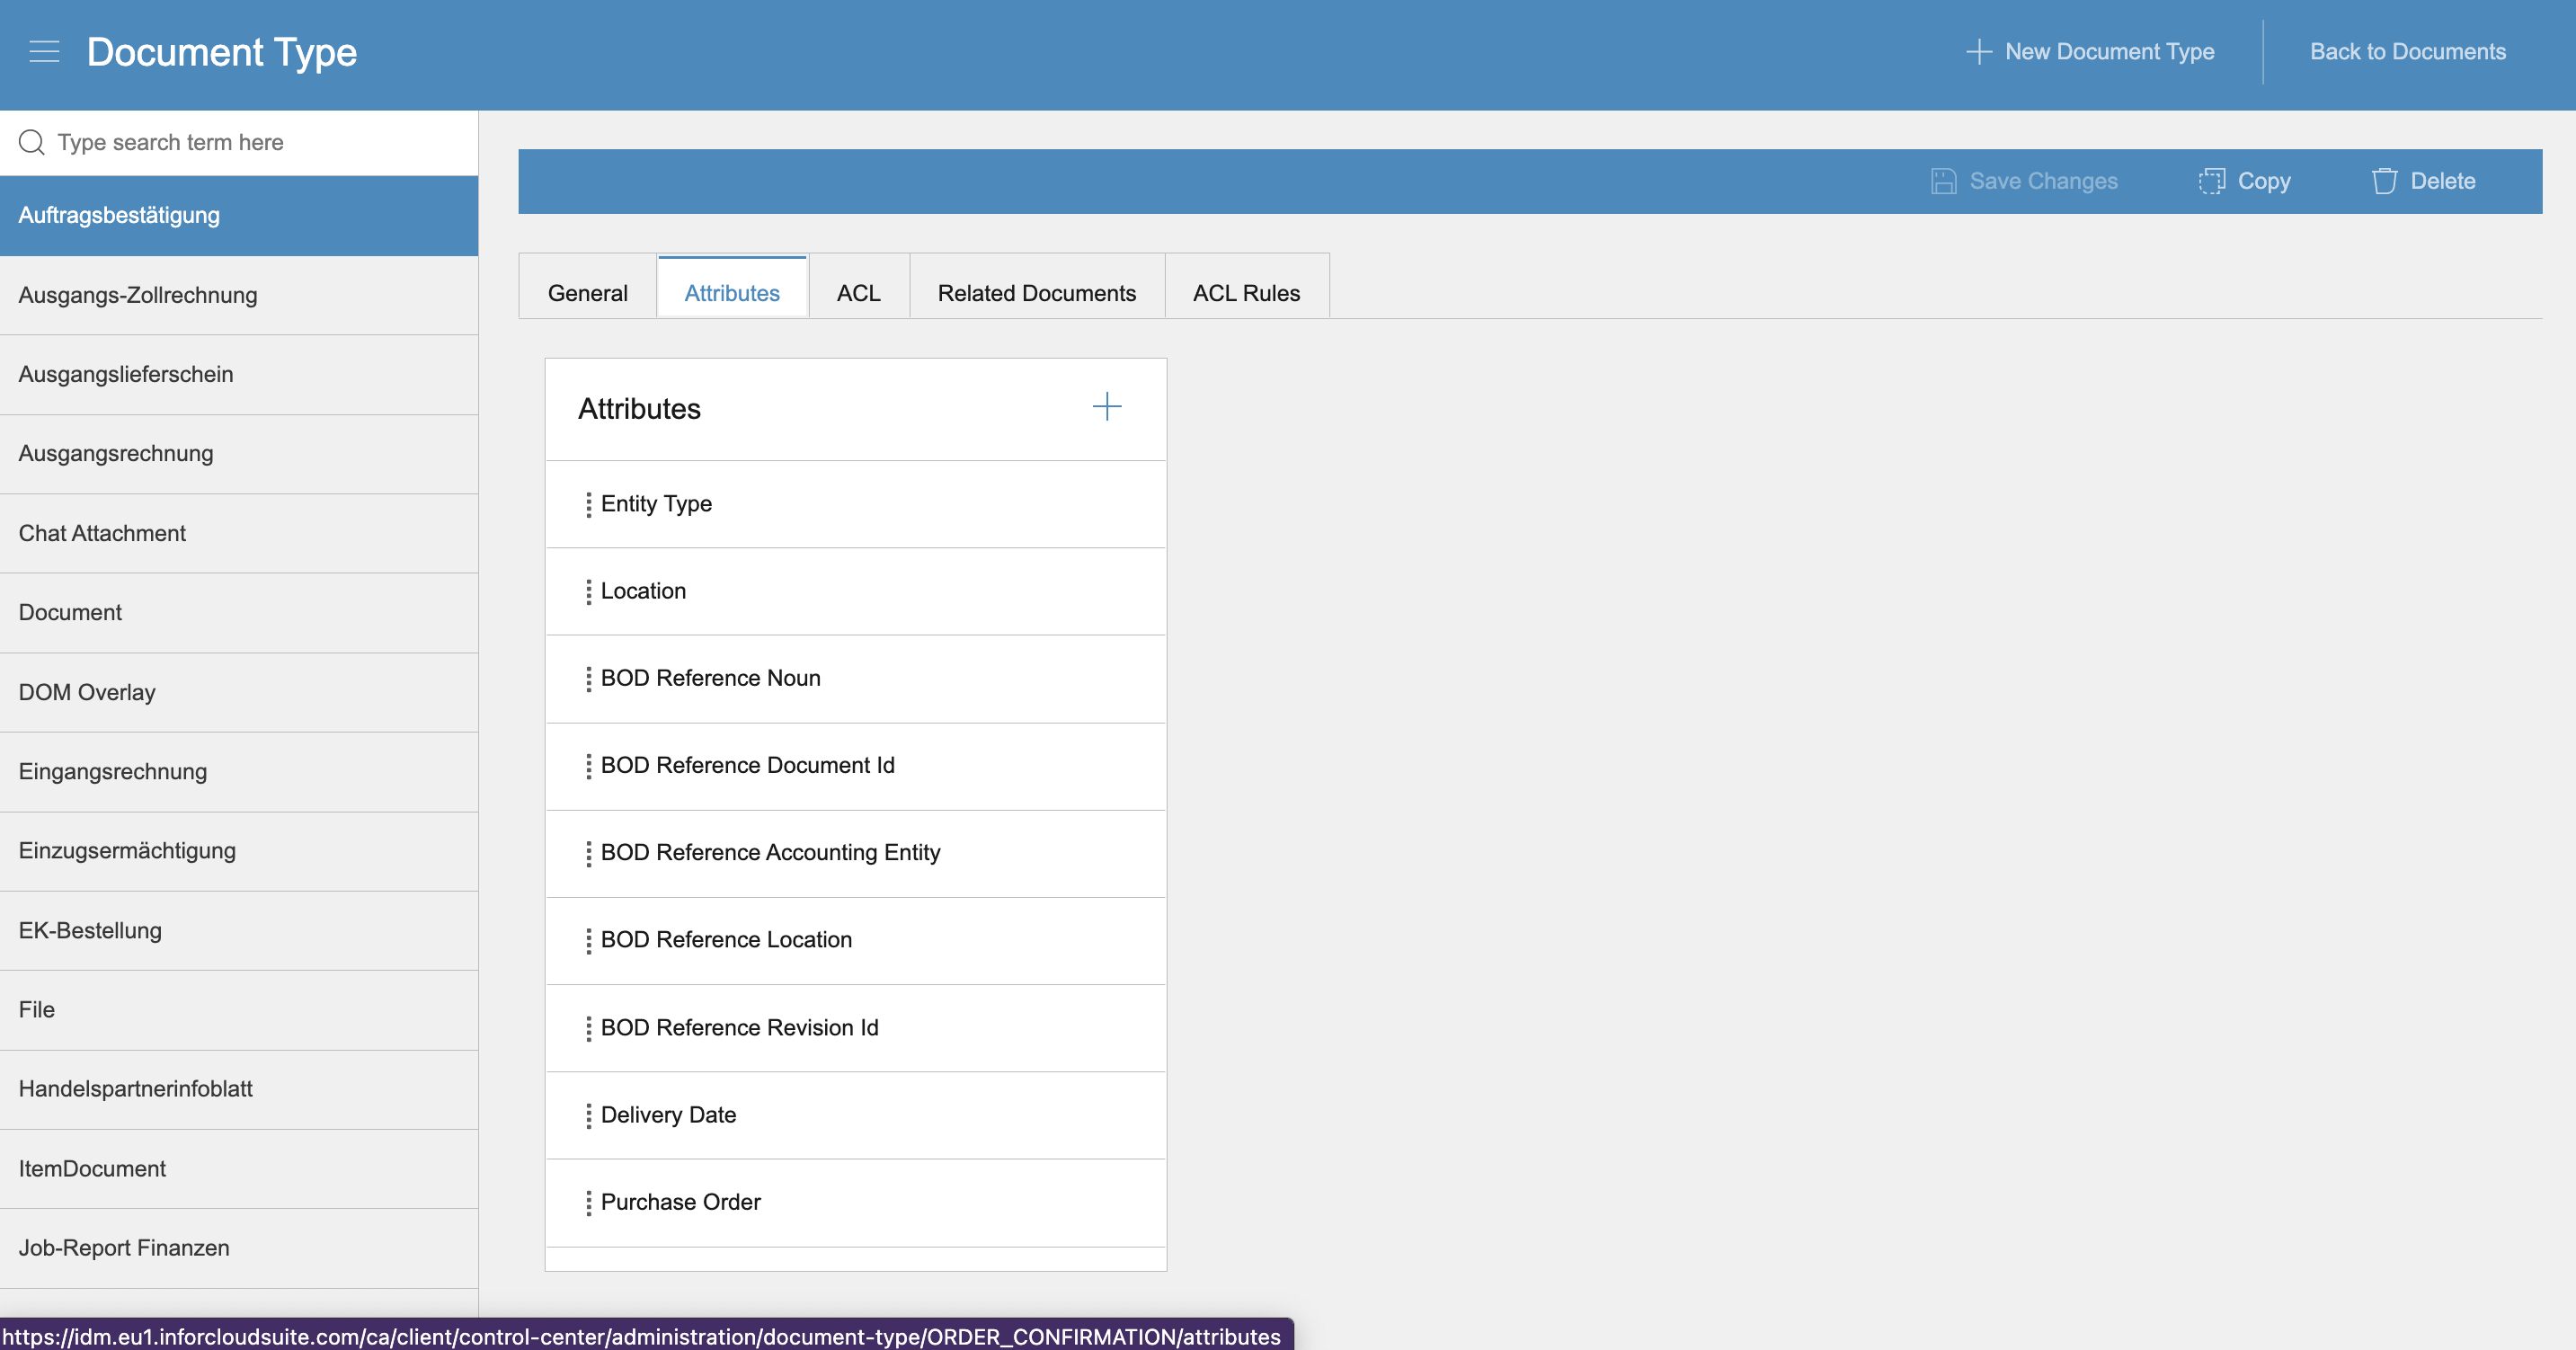 Document Type
New Document Type
Back to Documents
Type search term here
Auftragsbestätigung
Ausgangs-Zollrechnung
Ausgangslieferschein
Ausgangsrechnung
Chat Attachment
Document
DOM Overlay
Eingangsrechnung
Einzugsermächtigung
EK-Bestellung
File
Handelspartnerinfoblatt
ItemDocument
Job-Report Finanzen
Save Changes
Copy
Delete
General
Attributes
ACL
Related Documents
ACL Rules
Attributes
Entity Type
Location
BOD Reference Noun
BOD Reference Document Id
BOD Reference Accounting Entity
BOD Reference Location
BOD Reference Revision Id
Delivery Date
Purchase Order
https://idm.eu1.inforcloudsuite.com/ca/client/control-center/administration/document-type/ORDER_CONFIRMATION/attributes